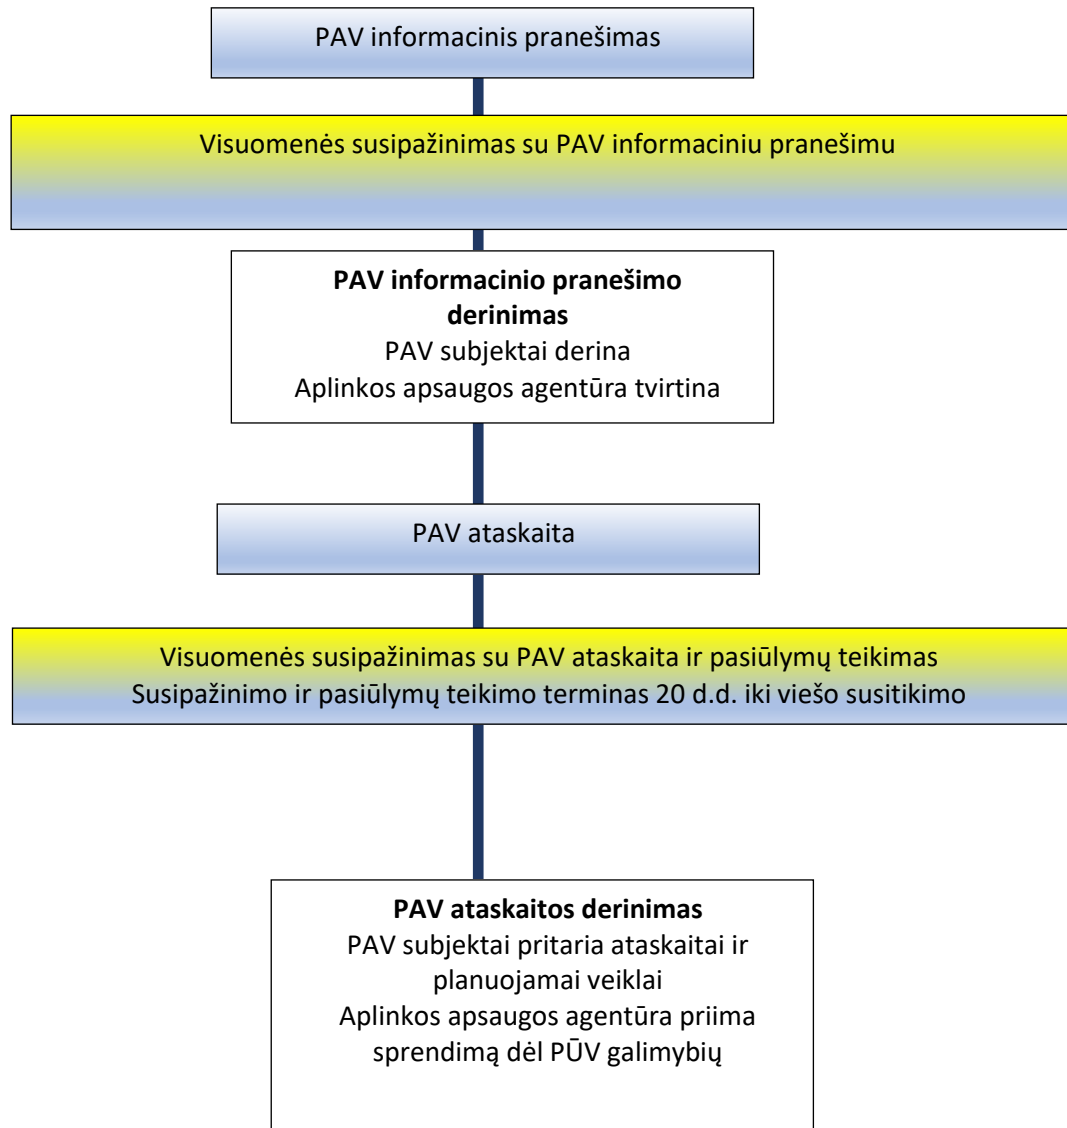 PAV informacinis pranešimas
Visuomenės susipažinimas su PAV informaciniu pranešimu
PAV informacinio pranešimo
derinimas
PAV subjektai derina
Aplinkos apsaugos agentūra tvirtina
PAV ataskaita
Visuomenės susipažinimas su PAV ataskaita ir pasiūlymų teikimas
Susipažinimo ir pasiūlymų teikimo terminas 20 d.d. iki viešo susitikimo
PAV ataskaitos derinimas
PAV subjektai pritaria ataskaitai ir
planuojamai veiklai
Aplinkos apsaugos agentūra priima
sprendimą dėl PŪV galimybių